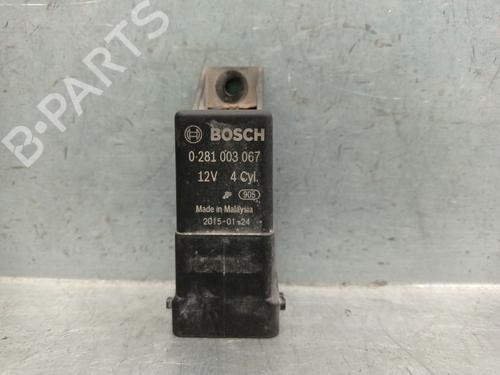 B-PARTS
BOSCH
0 281 003 067
12V 4 Cyl.
905
Made in Malaysia
2015-01-24